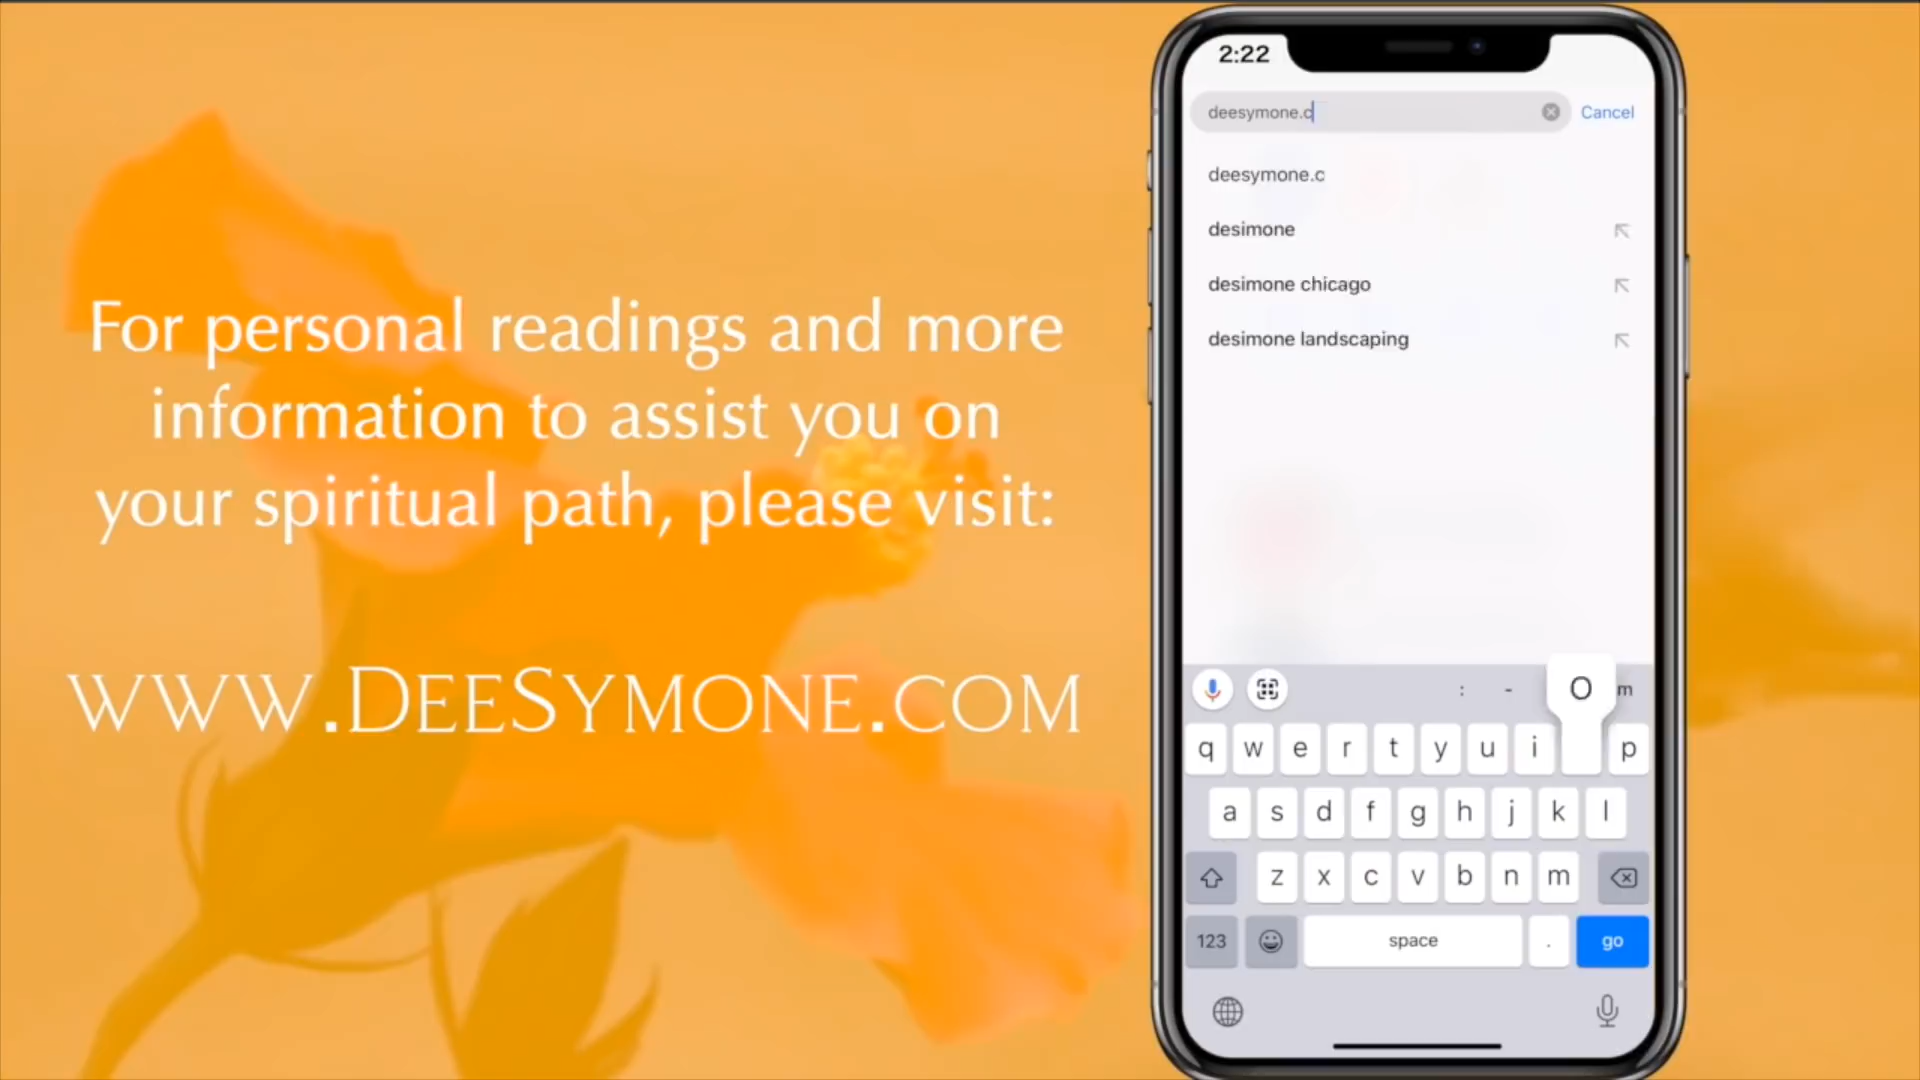 For personal readings and more
information to assist you on
your spiritual path, please visit:
www.DeeSymone.com
2:22
deesymone.c
Cancel
deesymone.c
desimone
desimone chicago
desimone landscaping
: - O m
q w e r t y u i p
a s d f g h j k l
z x c v b n m
123 space . go